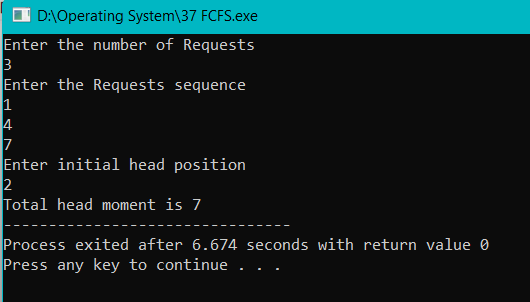 D:\Operating System\37 FCFS.exe
Enter the number of Requests
3
Enter the Requests sequence
1
4
7
Enter initial head position
2
Total head moment is 7
--------------------------------
Process exited after 6.674 seconds with return value 0
Press any key to continue . . .